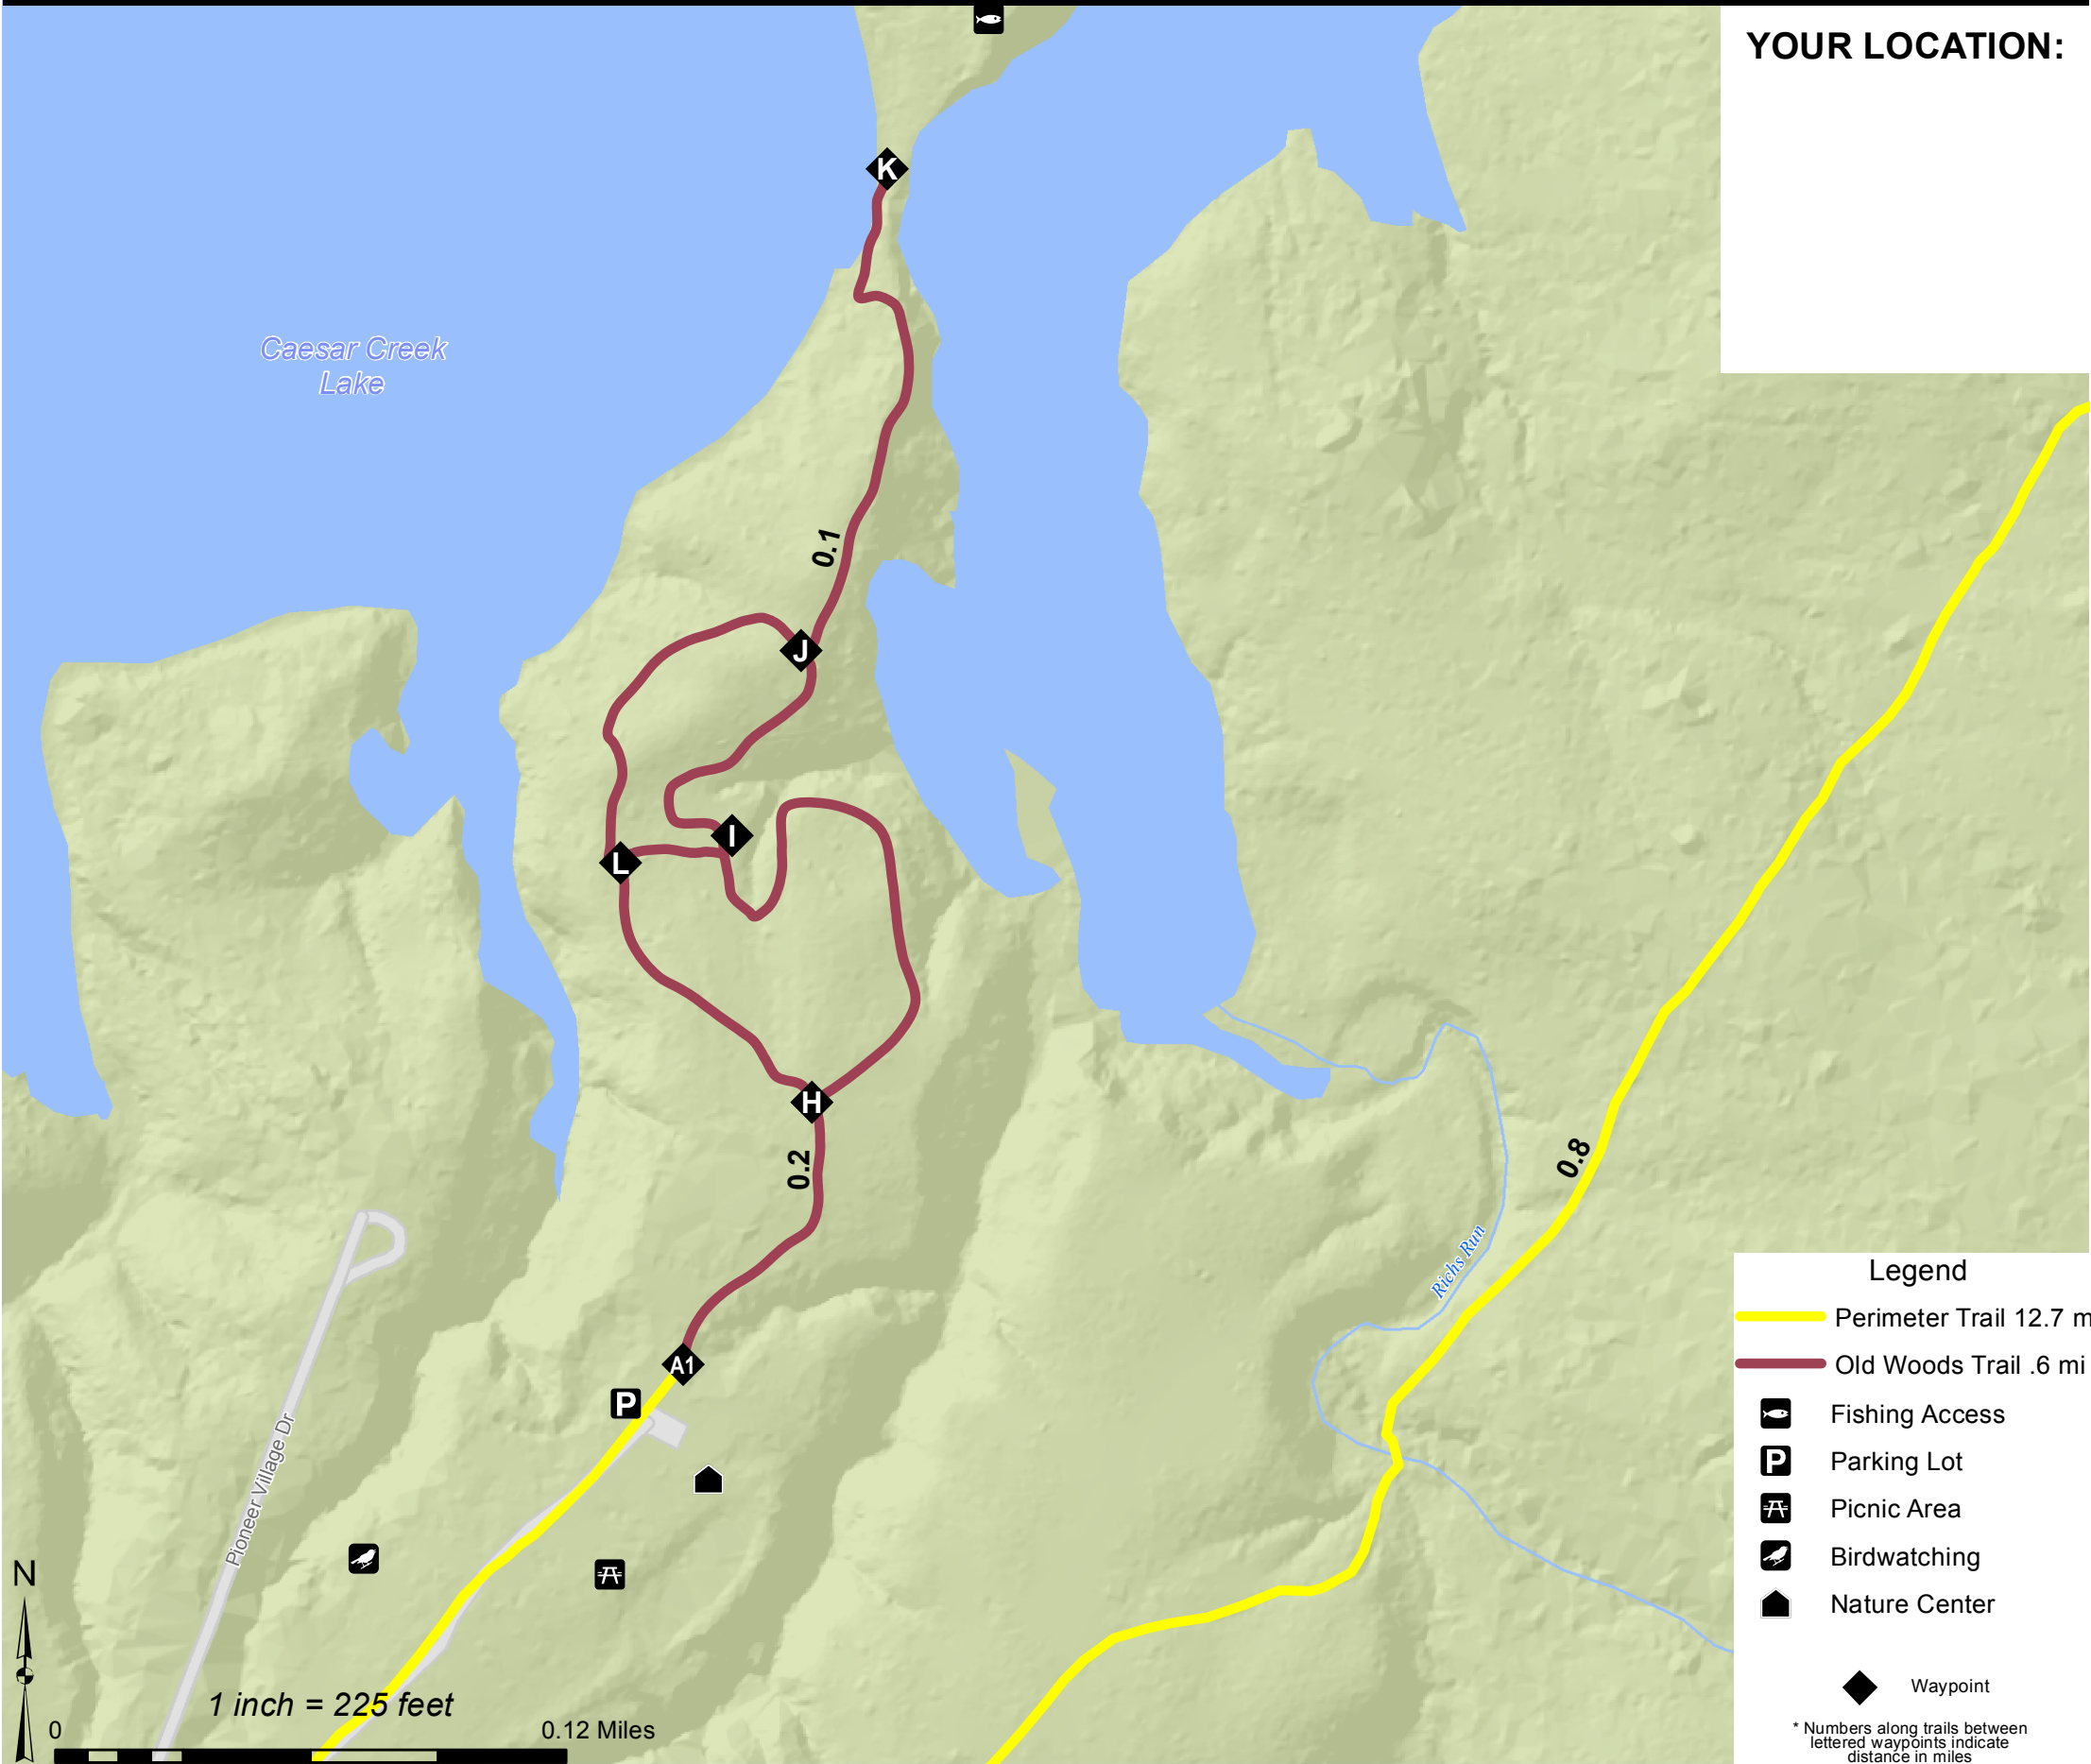 YOUR LOCATION:
K
Caesar Creek
Lake
0.1
J
I
L
H
0.2
0.8
Richs Run
A1
P
Pioneer Village Dr
N
1 inch = 225 feet
0
0.12 Miles
Legend
Perimeter Trail 12.7 m
Old Woods Trail .6 mi
Fishing Access
P
Parking Lot
Picnic Area
Birdwatching
Nature Center
Waypoint
* Numbers along trails between
lettered waypoints indicate
distance in miles